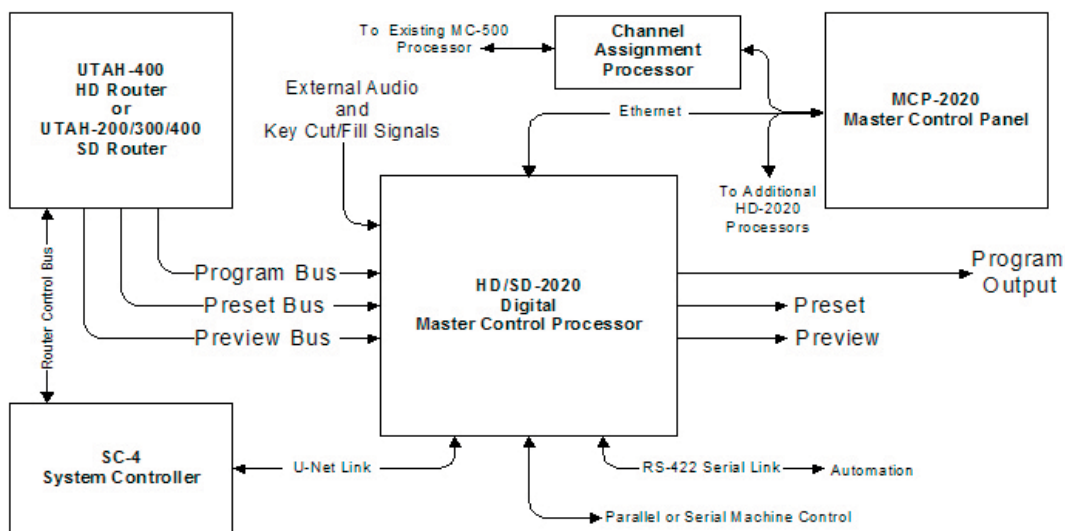 UTAH-400
HD Router
or
UTAH-200/300/400
SD Router
To Existing MC-500
Processor
Channel
Assignment
Processor
MCP-2020
Master Control Panel
External Audio
and
Key Cut/Fill Signals
Ethernet
To Additional
HD-2020
Processors
Router Control Bus
Program Bus
Preset Bus
Preview Bus
HD/SD-2020
Digital
Master Control Processor
Program
Output
Preset
Preview
SC-4
System Controller
U-Net Link
RS-422 Serial Link
Automation
Parallel or Serial Machine Control